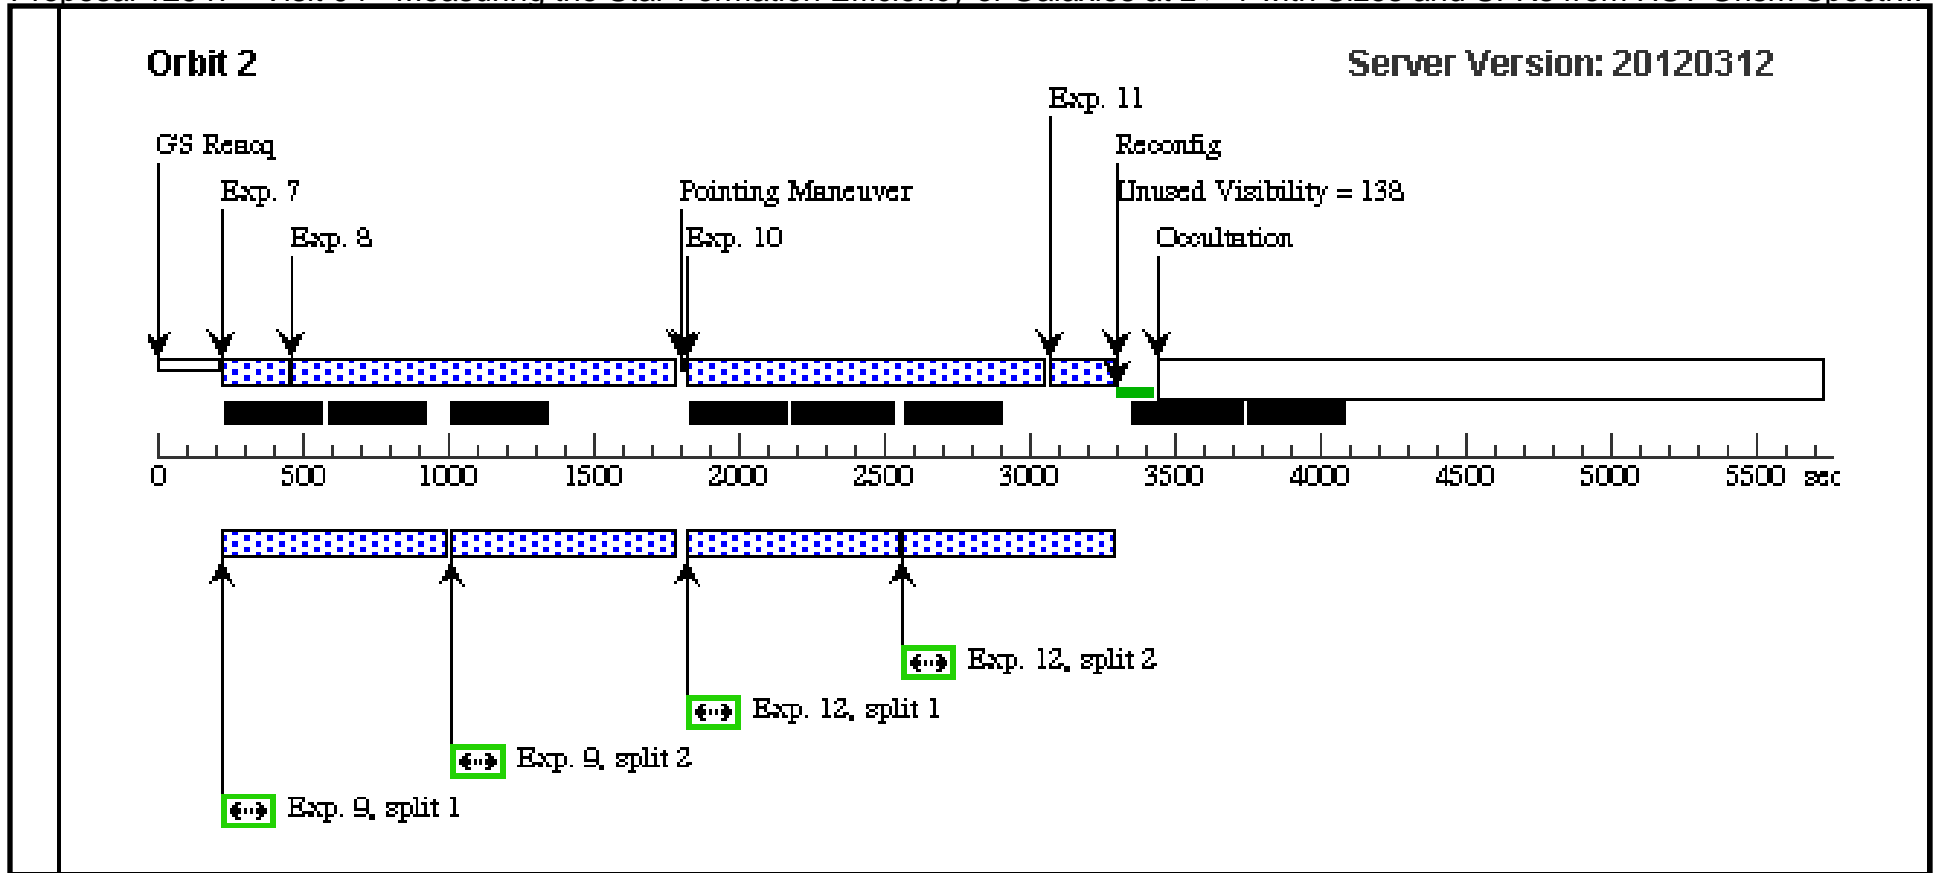 Orbit 2
Server Version: 20120312
Exp. 11
GS Reacq
Reconfig
Exp. 7
Pointing Maneuver
Unused Visibility = 138
Exp. 8
Exp. 10
Occultation
0 500 1000 1500 2000 2500 3000 3500 4000 4500 5000 5500 sec
Exp. 12, split 2
Exp. 12, split 1
Exp. 9, split 2
Exp. 9, split 1